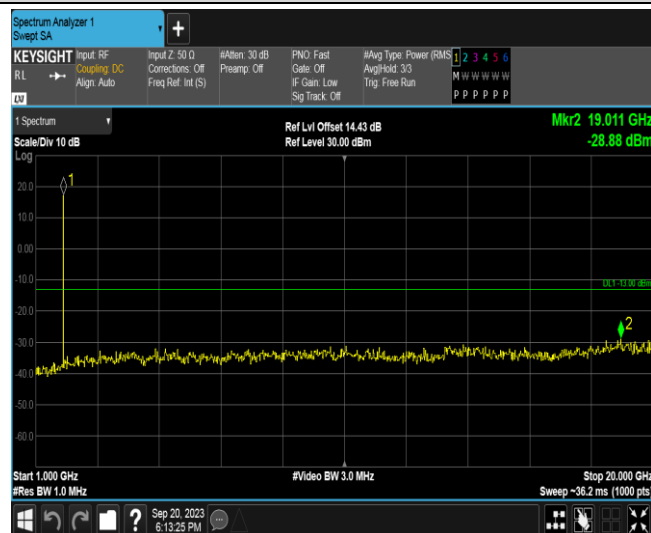 Spectrum Analyzer 1
Swept SA
+
KEYSIGHT Input: RF
RL
Coupling: DC
Align: Auto
LXI
Input Z: 50 Ω
Corrections: Off
Freq Ref: Int (S)
#Atten: 30 dB
Preamp: Off
PNO: Fast
Gate: Off
IF Gain: Low
Sig Track: Off
#Avg Type: Power (RMS
Avg|Hold: 3/3
Trig: Free Run
1 2 3 4 5 6
M W W W W W
P P P P P P
1 Spectrum
Scale/Div 10 dB
Log
Ref Lvl Offset 14.43 dB
Ref Level 30.00 dBm
Mkr2 19.011 GHz
-28.88 dBm
1
20.0
10.0
0.00
-10.0
DL1 -13.00 dBm
-20.0
2
-30.0
-40.0
-50.0
-60.0
Start 1.000 GHz
#Res BW 1.0 MHz
#Video BW 3.0 MHz
Stop 20.000 GHz
Sweep ~36.2 ms (1000 pts)
?
Sep 20, 2023
6:13:25 PM